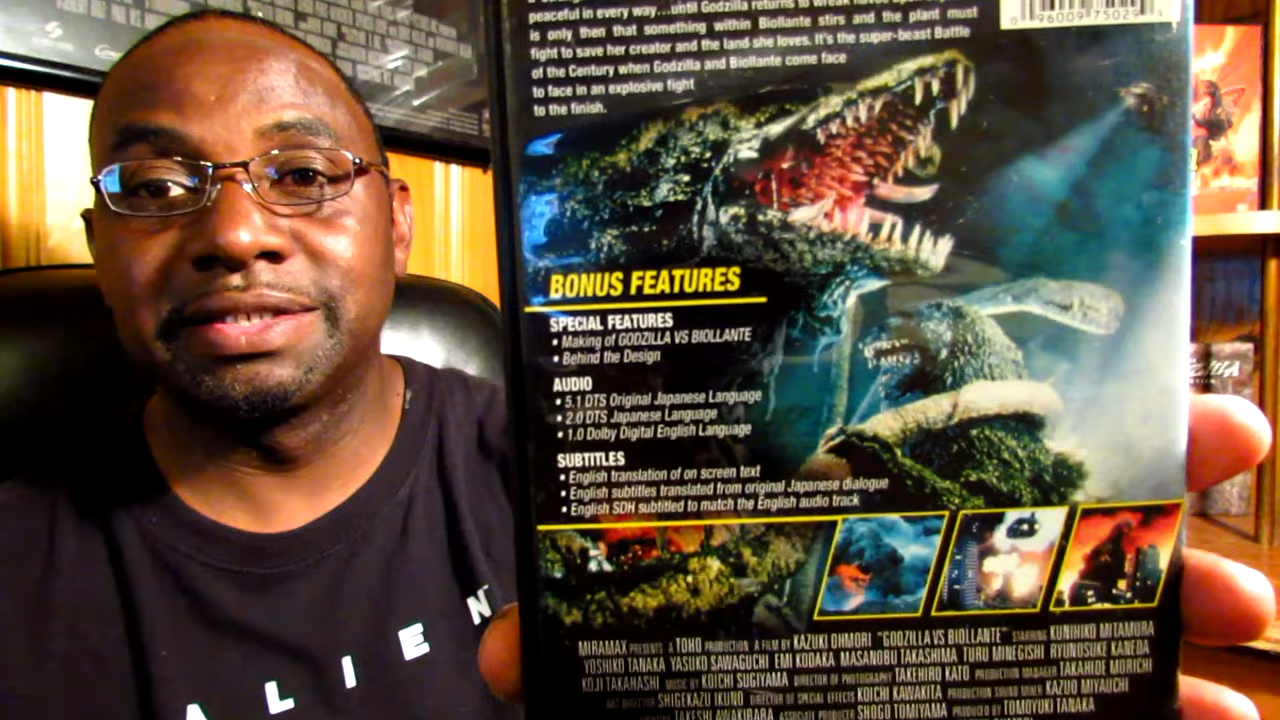 peaceful in every way...until Godzilla returns to wreak havoc upon
is only then that something within Biollante stirs and the plant must
fight to save her creator and the land she loves. It's the super-beast Battle
of the Century when Godzilla and Biollante come face
to face in an explosive fight
to the finish.
96009 75029
BONUS FEATURES
SPECIAL FEATURES
• Making of GODZILLA VS BIOLLANTE
• Behind the Design
AUDIO
• 5.1 DTS Original Japanese Language
• 2.0 DTS Japanese Language
• 1.0 Dolby Digital English Language
SUBTITLES
• English translation of on screen text
• English subtitles translated from original Japanese dialogue
• English SDH subtitled to match the English audio track
MIRAMAX PRESENTS A TOHO PRODUCTION A FILM BY KAZUKI OHMORI "GODZILLA VS BIOLLANTE" STARRING KUNIHIKO MITAMURA
YOSHIKO TANAKA YASUKO SAWAGUCHI EMI KODAKA MASANOBU TAKASHIMA TURU MINEGISHI RYUNOSUKE KANEDA
KOJI TAKAHASHI MUSIC BY KOICHI SUGIYAMA DIRECTOR OF PHOTOGRAPHY TAKEHIRO KATO PRODUCTION MANAGER TAKAHIDE MORICHI
ART DIRECTOR SHIGEKAZU IKUNO DIRECTOR OF SPECIAL EFFECTS KOICHI KAWAKITA PRODUCTION SOUND MIXER KAZUO MIYAUCHI
TAKESHI AWAKIBARA ASSOCIATE PRODUCER SHOGO TOMIYAMA PRODUCED BY TOMOYUKI TANAKA
ALIEN